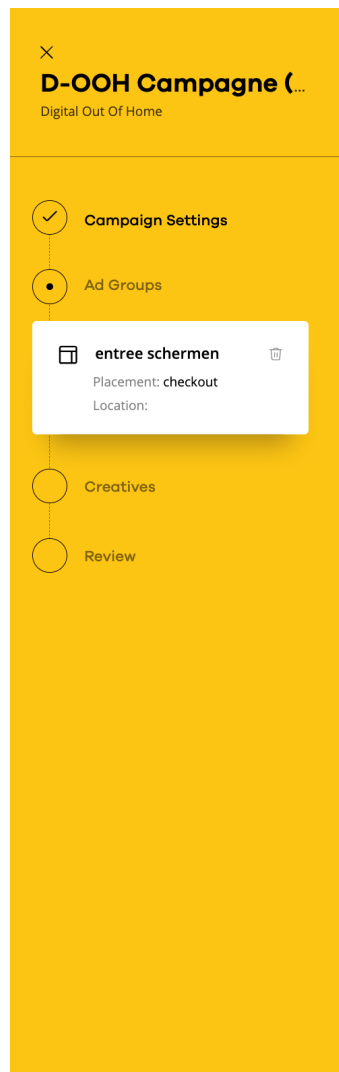 D-OOH Campagne (...
Digital Out Of Home
Campaign Settings
Ad Groups
entree schermen
Placement: checkout
Location:
Creatives
Review